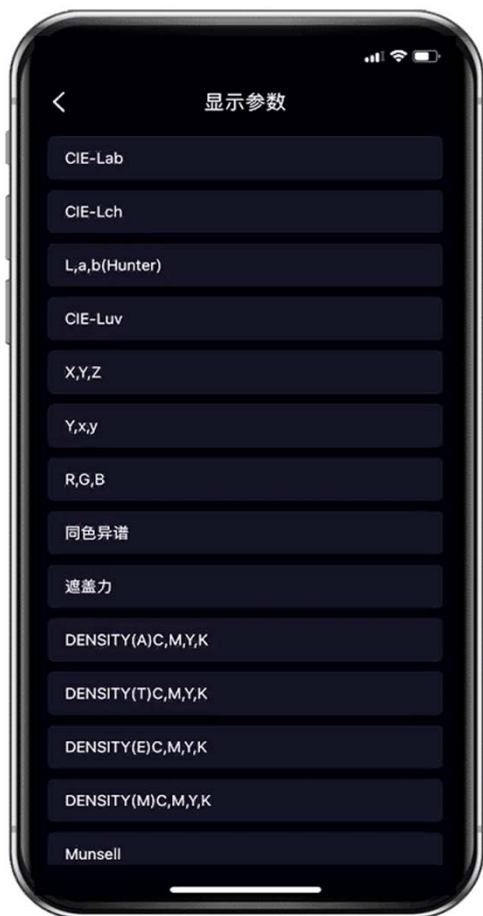 显示参数
CIE-Lab
CIE-Lch
L,a,b(Hunter)
CIE-Luv
X,Y,Z
Y,x,y
R,G,B
同色异谱
遮盖力
DENSITY(A)C,M,Y,K
DENSITY(T)C,M,Y,K
DENSITY(E)C,M,Y,K
DENSITY(M)C,M,Y,K
Munsell